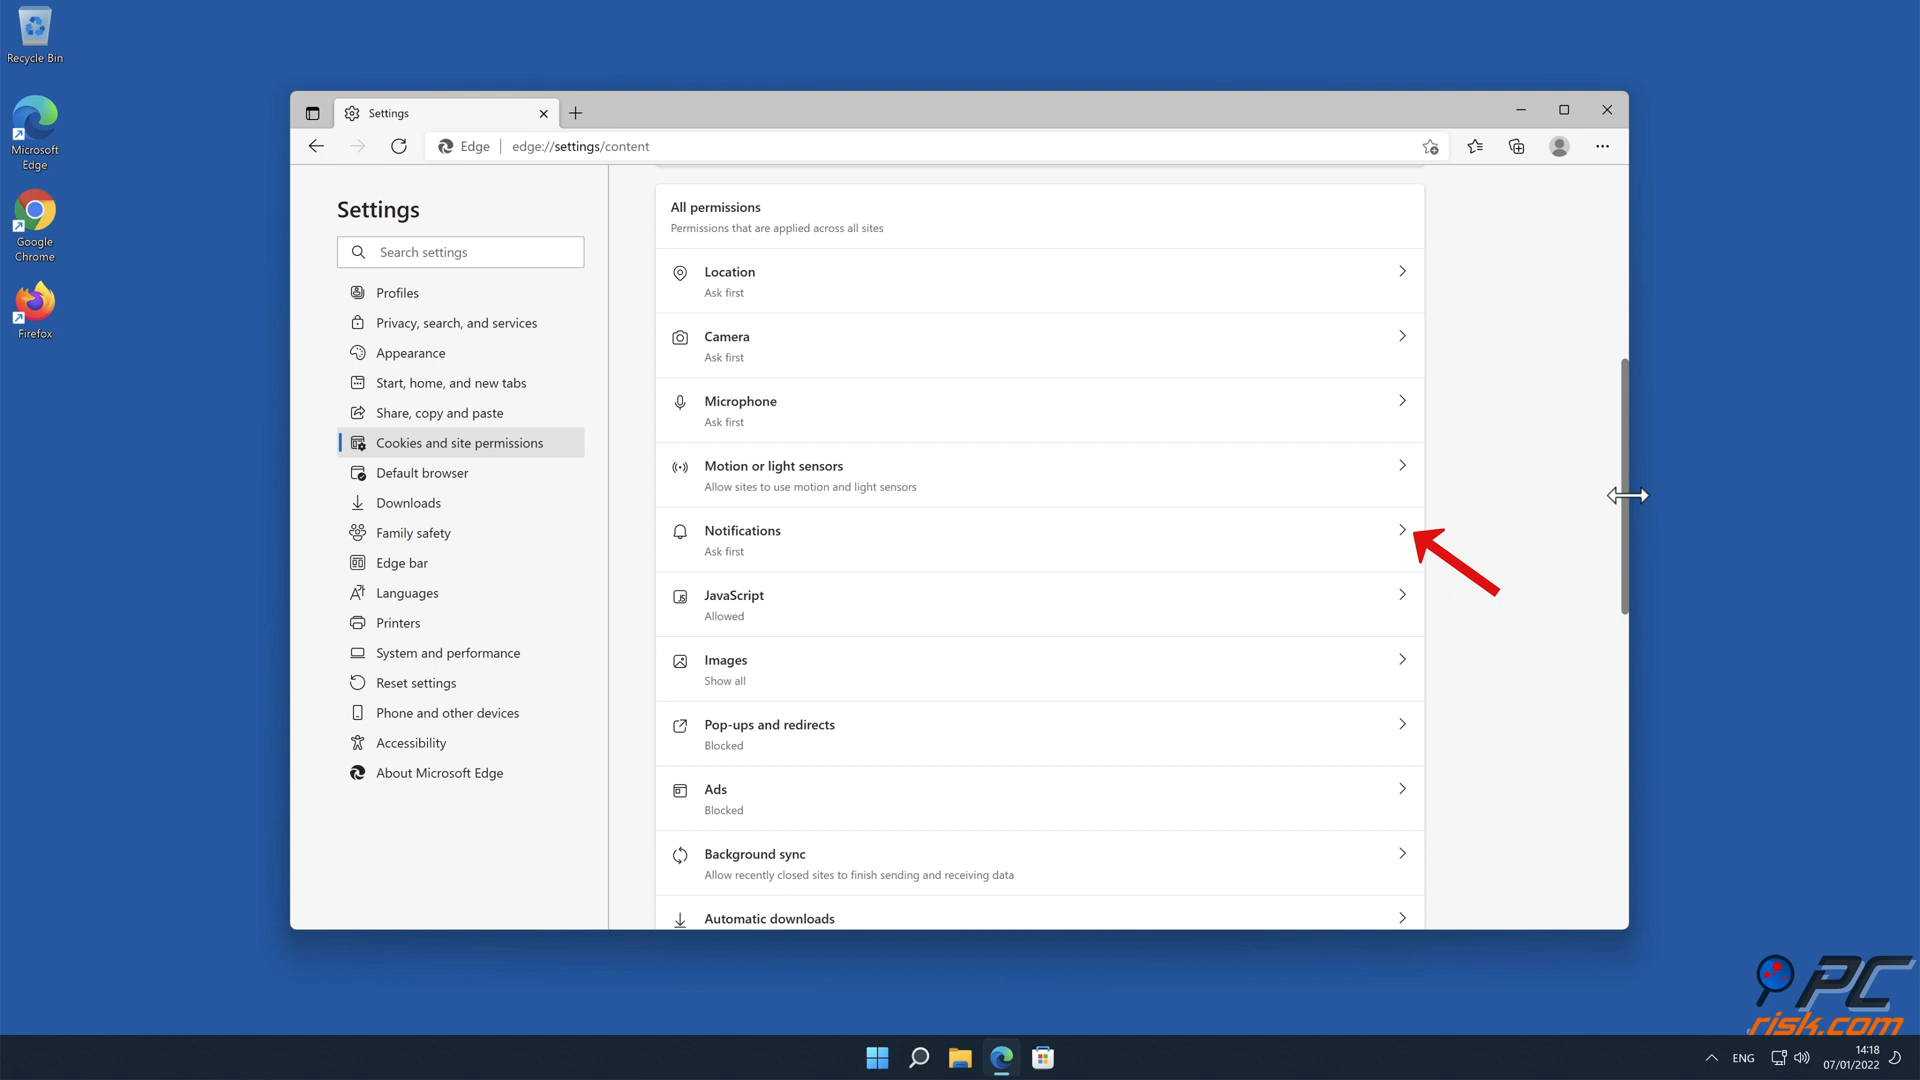 Recycle Bin
Microsoft
Edge
Google
Chrome
Firefox
Settings
Edge
edge://settings/content
Settings
Search settings
Profiles
Privacy, search, and services
Appearance
Start, home, and new tabs
Share, copy and paste
Cookies and site permissions
Default browser
Downloads
Family safety
Edge bar
Languages
Printers
System and performance
Reset settings
Phone and other devices
Accessibility
About Microsoft Edge
All permissions
Permissions that are applied across all sites
Location
Ask first
Camera
Ask first
Microphone
Ask first
Motion or light sensors
Allow sites to use motion and light sensors
Notifications
Ask first
JavaScript
Allowed
Images
Show all
Pop-ups and redirects
Blocked
Ads
Blocked
Background sync
Allow recently closed sites to finish sending and receiving data
Automatic downloads
PC
risk.com
ENG
14:18
07/01/2022